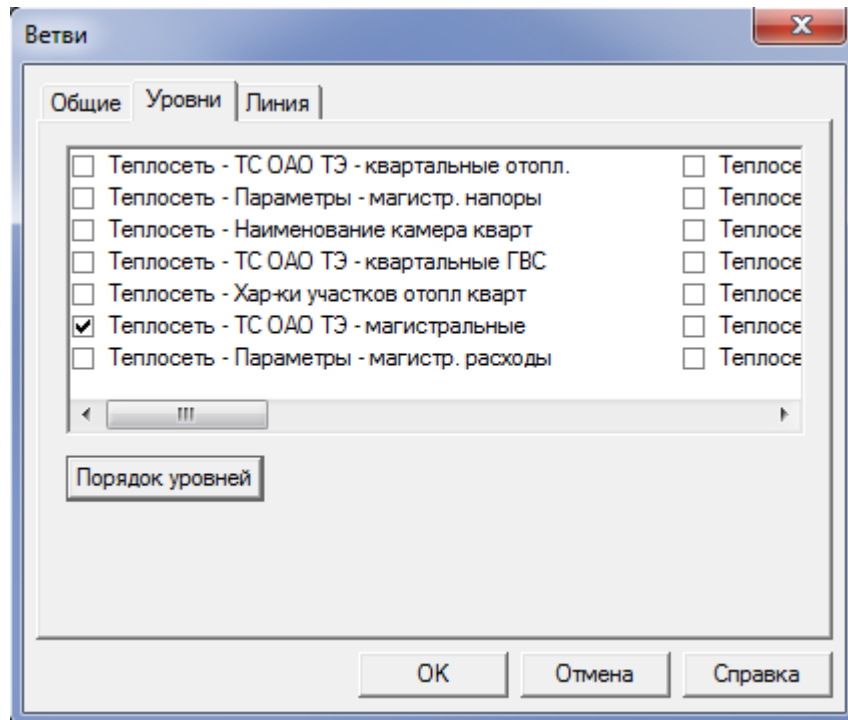 Ветви
Общие Уровни Линия
Теплосеть - ТС ОАО ТЭ - квартальные отопл. Теплосе
Теплосеть - Параметры - магистр. напоры Теплосе
Теплосеть - Наименование камера кварт Теплосе
Теплосеть - ТС ОАО ТЭ - квартальные ГВС Теплосе
Теплосеть - Хар-ки участков отопл кварт Теплосе
Теплосеть - ТС ОАО ТЭ - магистральные Теплосе
Теплосеть - Параметры - магистр. расходы Теплосе
Порядок уровней
ОК Отмена Справка